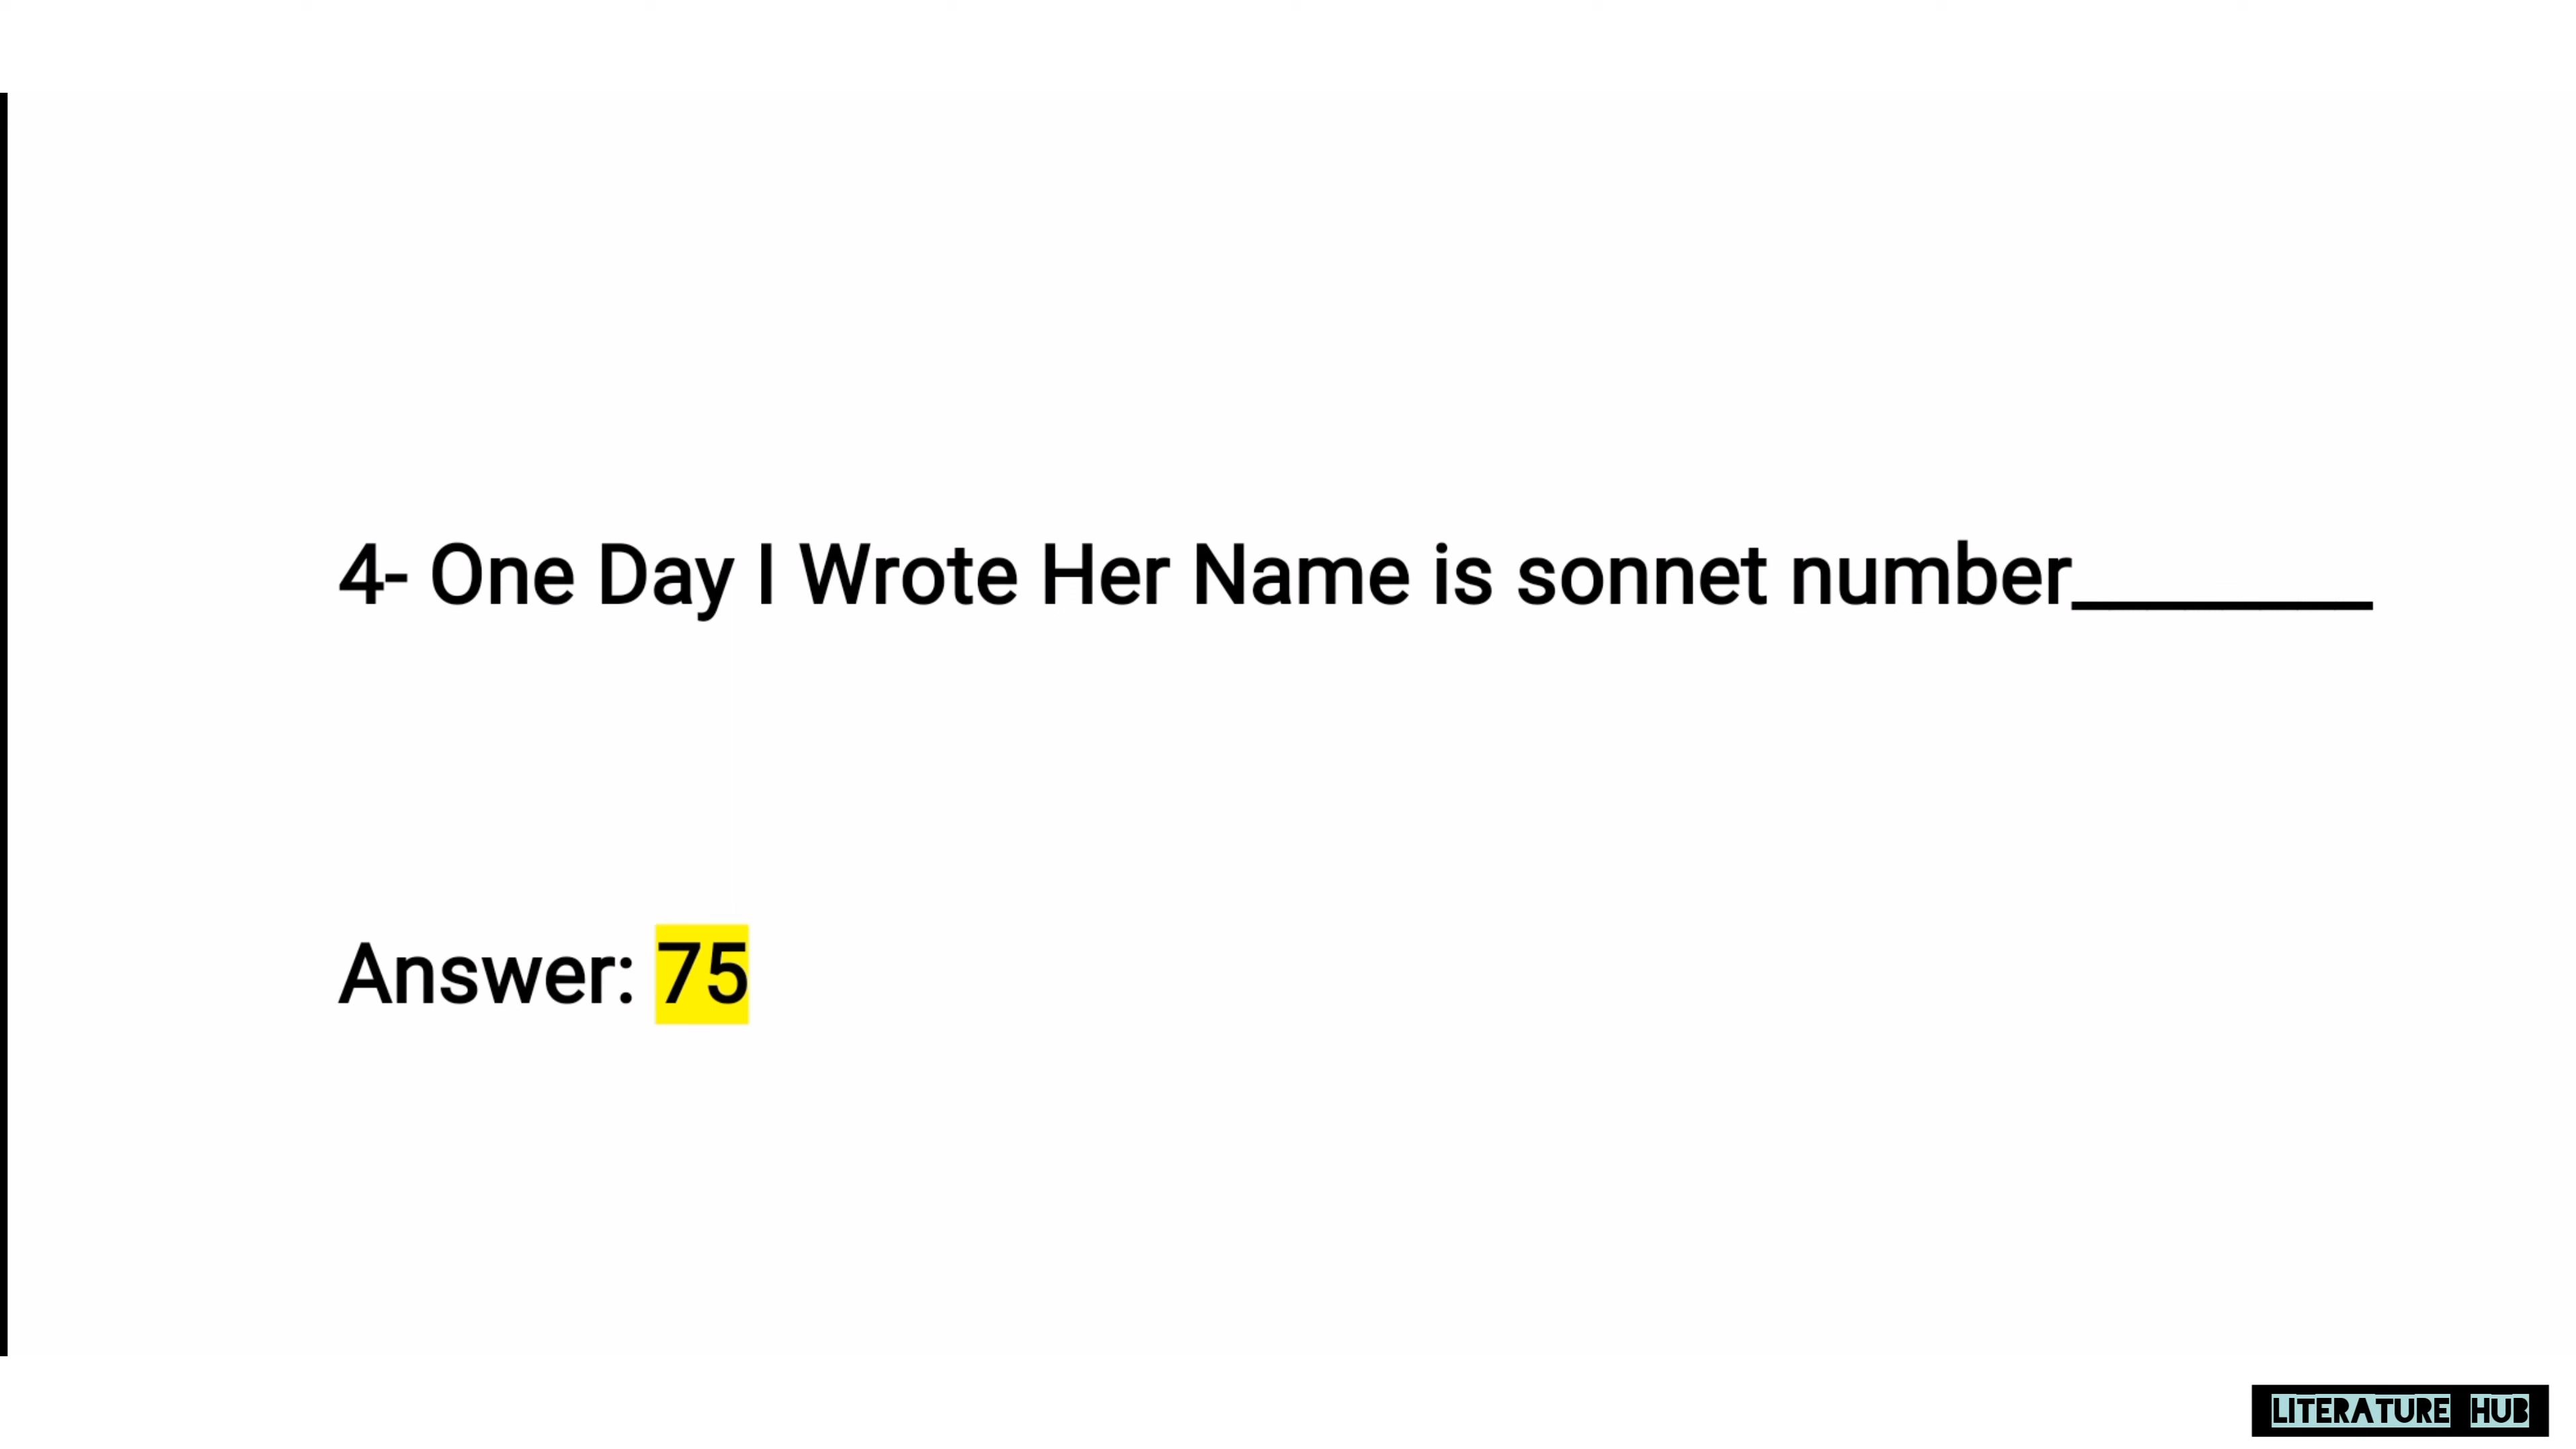 4- One Day I Wrote Her Name is sonnet number________
Answer: 75
LITERATURE HUB